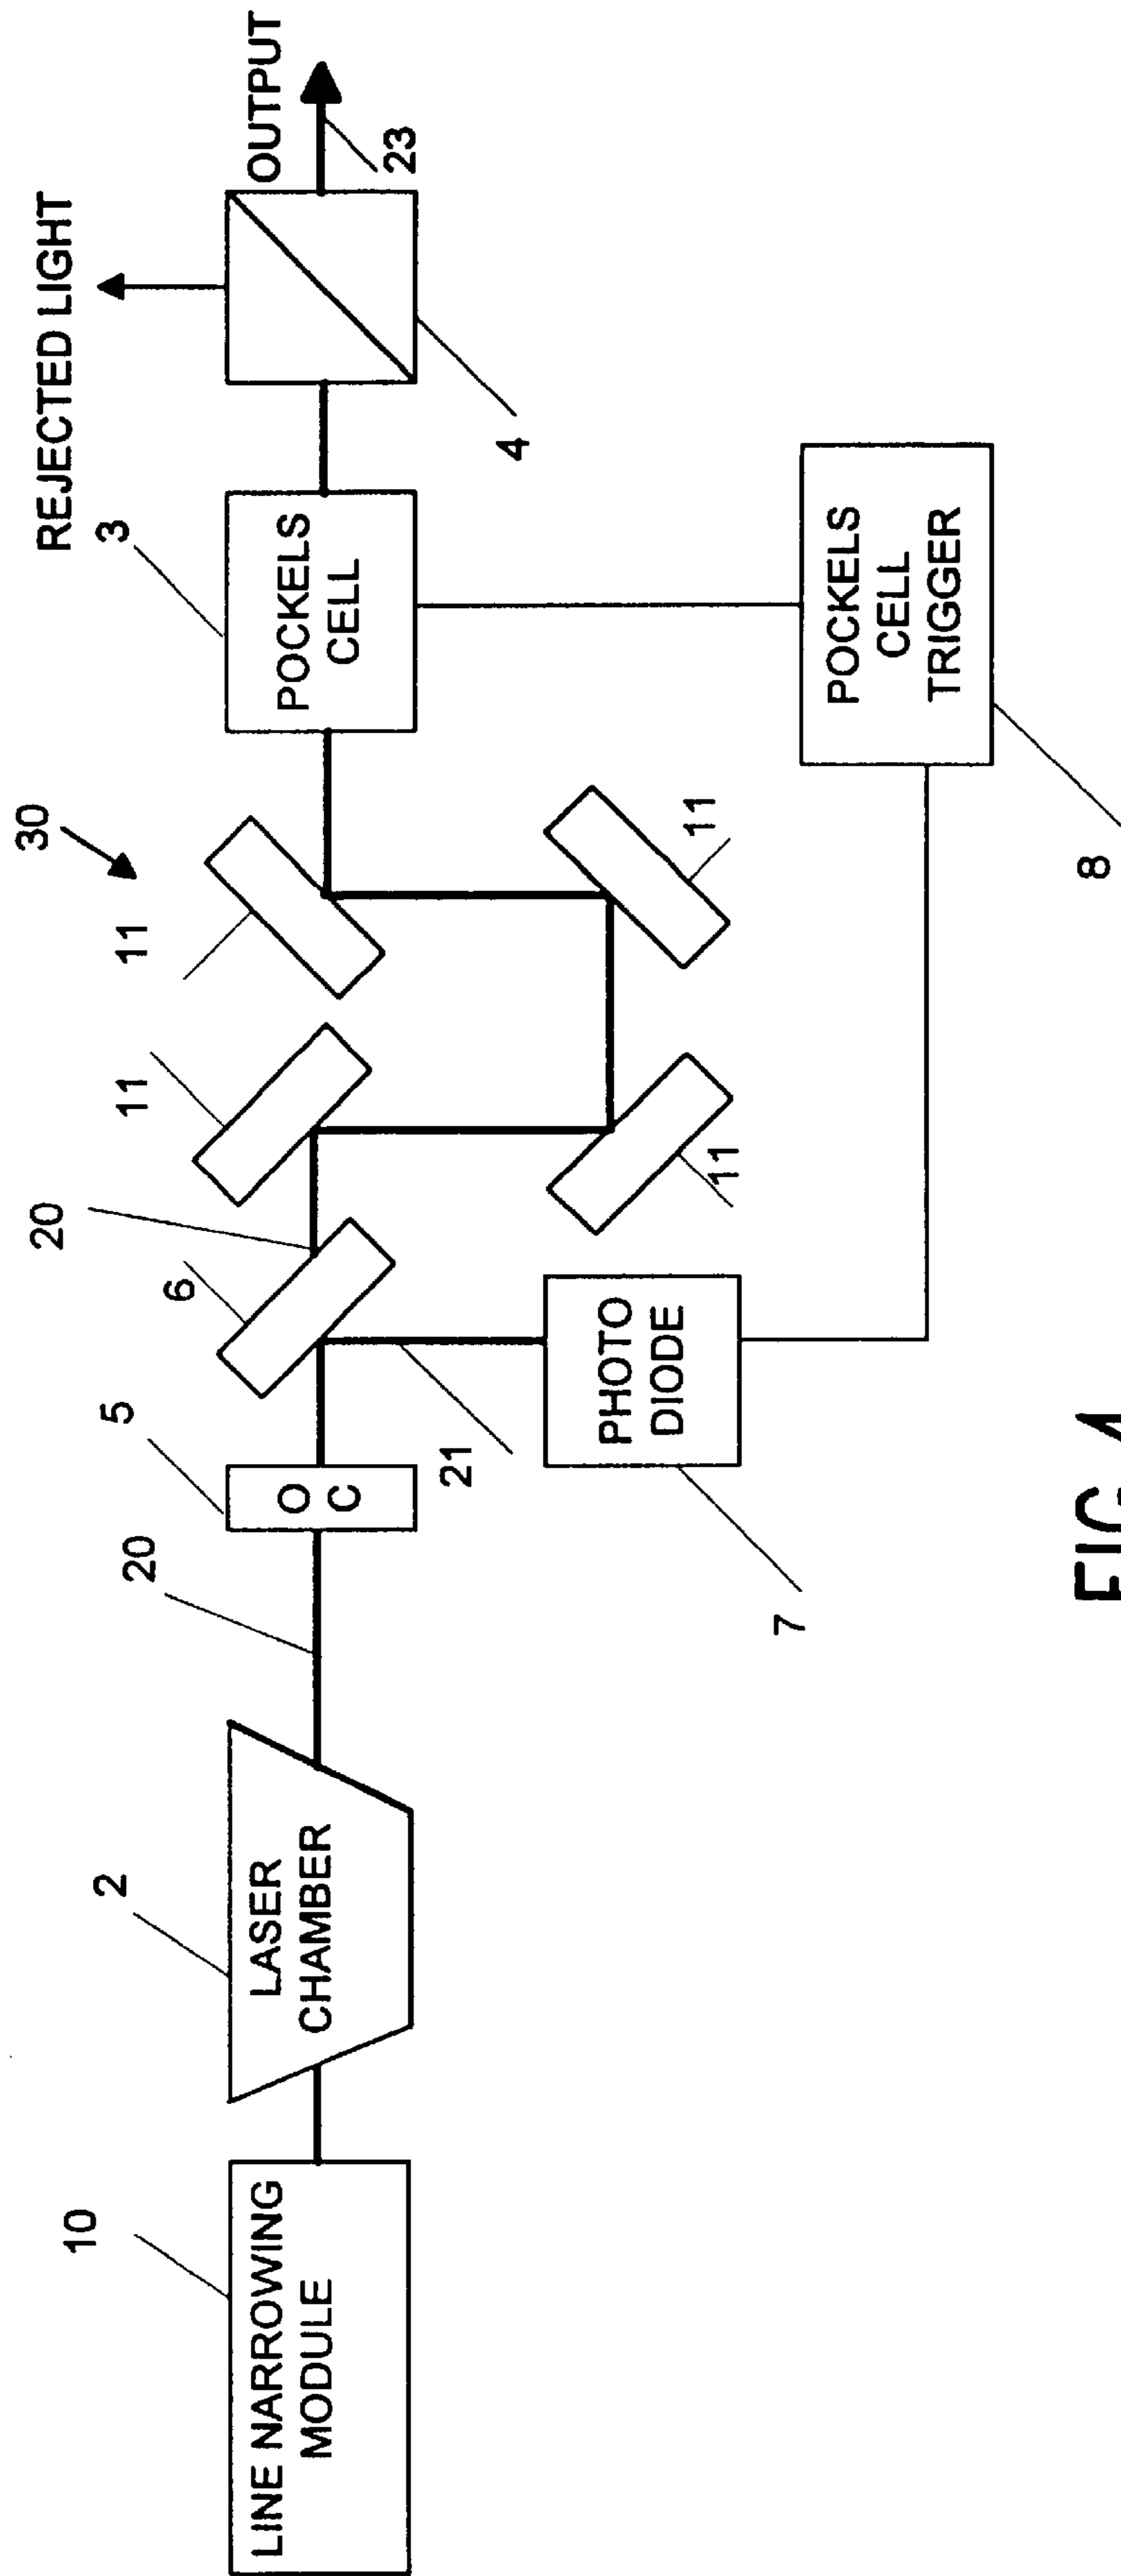 REJECTED LIGHT
OUTPUT
23
4
3
POCKELS
CELL
POCKELS
CELL
TRIGGER
8
30
11
11
11
11
20
6
5
O
C
21
PHOTO
DIODE
7
20
2
LASER
CHAMBER
10
LINE NARROWING
MODULE